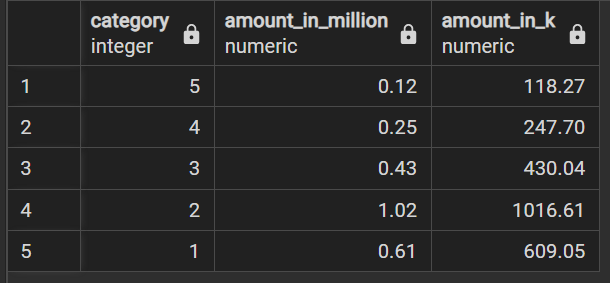 category amount_in_million amount_in_k
integer numeric numeric
1 5 0.12 118.27
2 4 0.25 247.70
3 3 0.43 430.04
4 2 1.02 1016.61
5 1 0.61 609.05